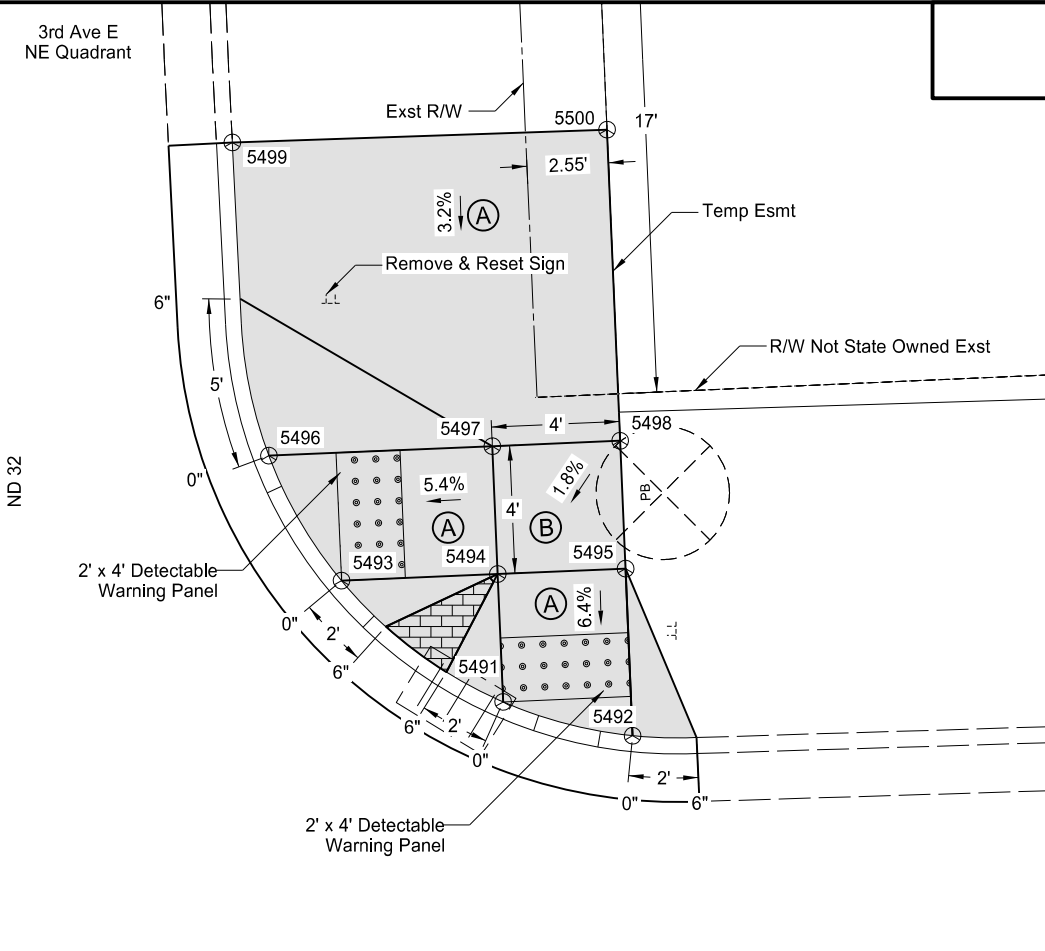 3rd Ave E
NE Quadrant
Exst R/W
5500
17'
5499
2.55'
3.2%
A
Temp Esmt
Remove & Reset Sign
6"
R/W Not State Owned Exst
5'
5497
4'
5498
5496
ND 32
0"
5.4%
1.8%
PB
4'
A
B
5493
5494
5495
2' x 4' Detectable
Warning Panel
A
6.4%
0"
2'
6"
5491
5492
6"
2'
0"
2'
0"
6"
2' x 4' Detectable
Warning Panel